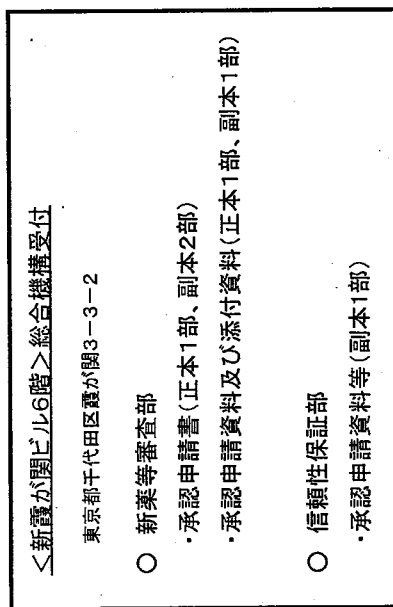 <新霞が関ビル6階>総合機構受付
東京都千代田区霞が関3-3-2
○ 新薬等審査部
・承認申請書(正本1部、副本2部)
・承認申請資料及び添付資料(正本1部、副本1部)
○ 信頼性保証部
・承認申請資料等(副本1部)